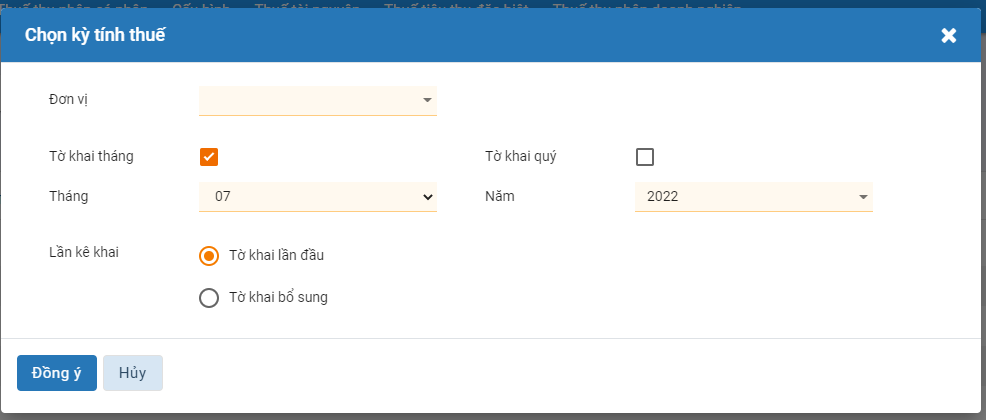 Chọn kỳ tính thuế
Đơn vị
Tờ khai tháng
Tờ khai quý
Tháng 07
Năm 2022
Lần kê khai
Tờ khai lần đầu
Tờ khai bổ sung
Đồng ý Hủy